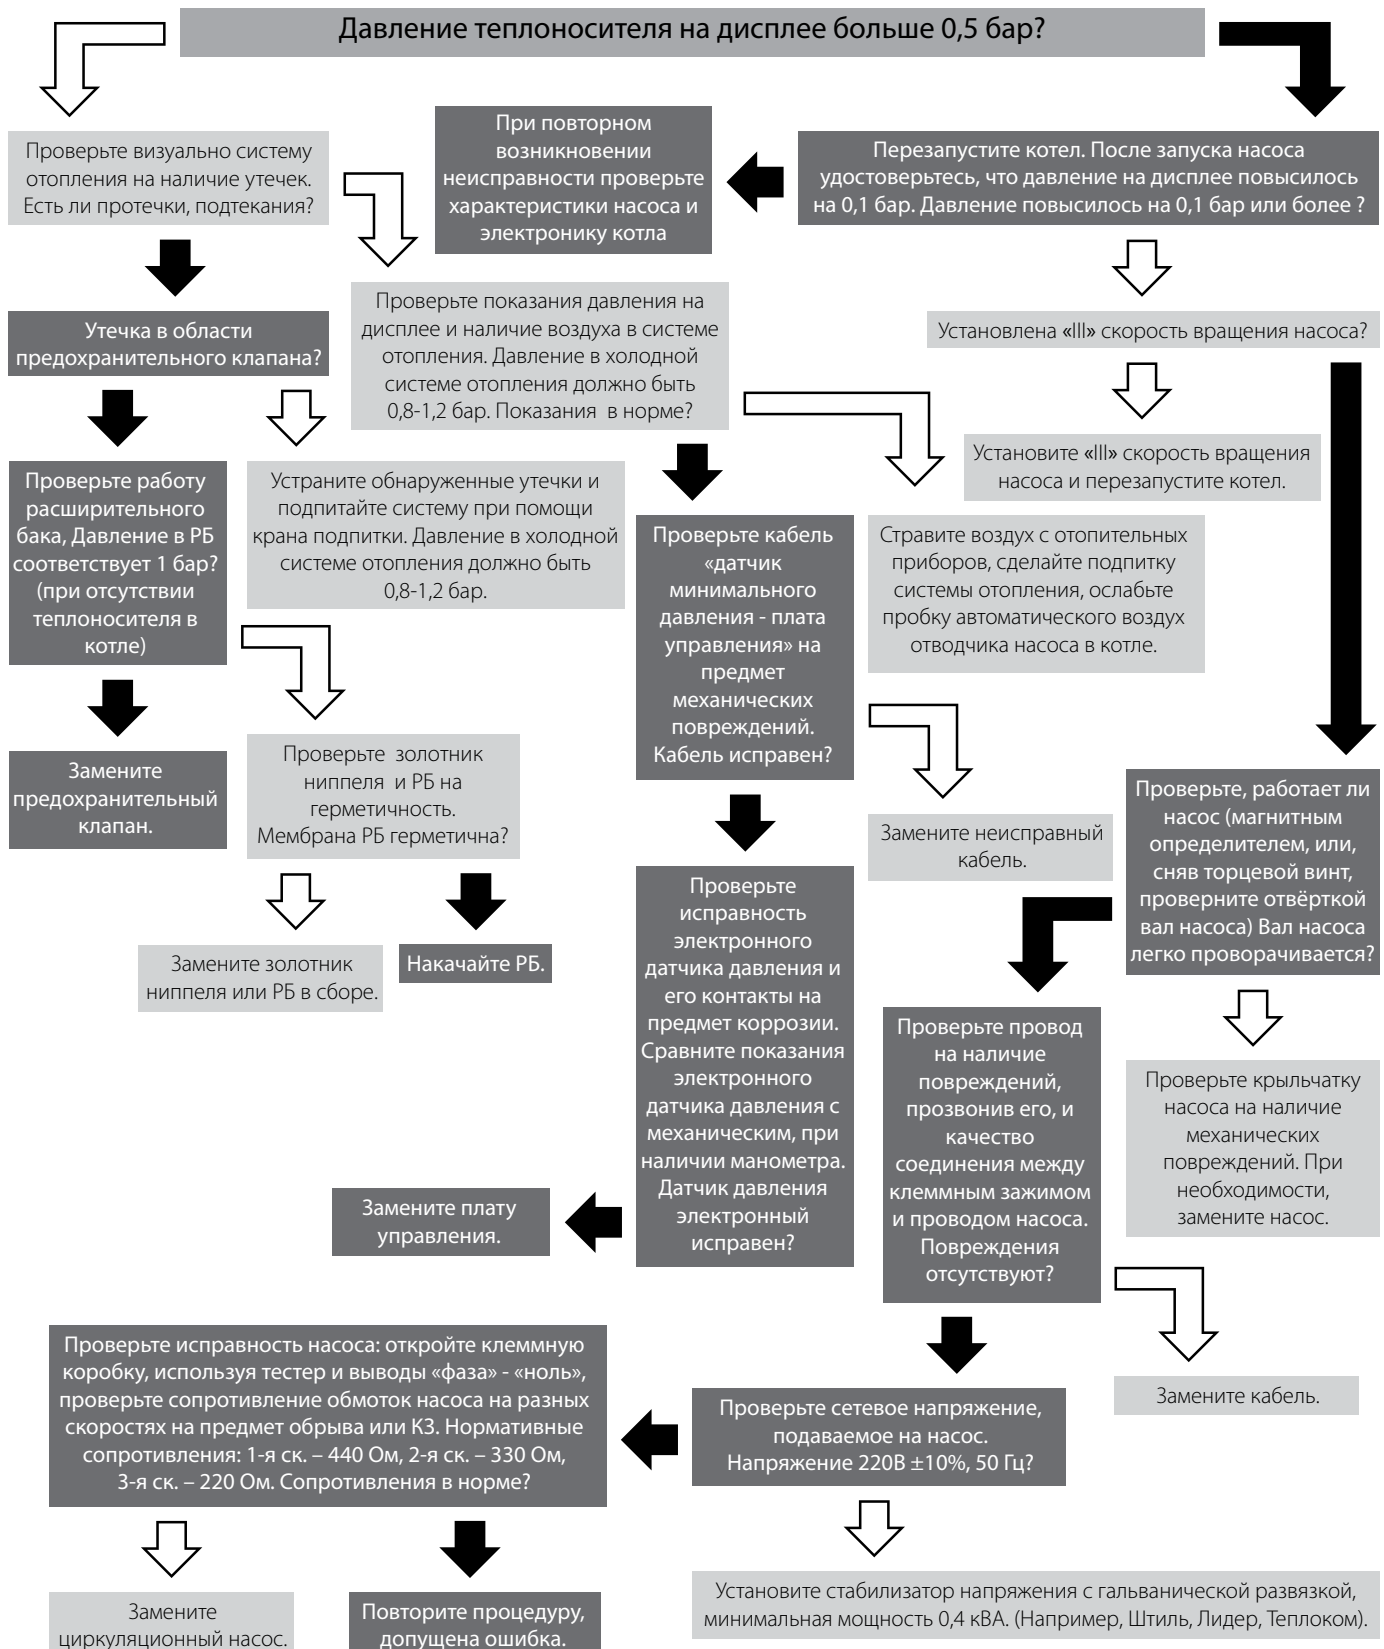 Давление теплоносителя на дисплее больше 0,5 бар?
При повторном
возникновении
неисправности проверьте
характеристики насоса и
электронику котла
Перезапустите котел. После запуска насоса
удостоверьтесь, что давление на дисплее повысилось
на 0,1 бар. Давление повысилось на 0,1 бар или более ?
Проверьте визуально систему
отопления на наличие утечек.
Есть ли протечки, подтекания?
Утечка в области
предохранительного клапана?
Проверьте показания давления на
дисплее и наличие воздуха в системе
отопления. Давление в холодной
системе отопления должно быть
0,8-1,2 бар. Показания  в норме?
Установлена «III» скорость вращения насоса?
Установите «III» скорость вращения
насоса и перезапустите котел.
Проверьте работу
расширительного
бака, Давление в РБ
соответствует 1 бар?
(при отсутствии
теплоносителя в
котле)
Устраните обнаруженные утечки и
подпитайте систему при помощи
крана подпитки. Давление в холодной
системе отопления должно быть
0,8-1,2 бар.
Проверьте кабель
«датчик
минимального
давления - плата
управления» на
предмет
механических
повреждений.
Кабель исправен?
Стравите воздух с отопительных
приборов, сделайте подпитку
системы отопления, ослабьте
пробку автоматического воздух
отводчика насоса в котле.
Замените
предохранительный
клапан.
Проверьте  золотник
ниппеля  и РБ на
герметичность.
Мембрана РБ герметична?
Замените неисправный
кабель.
Проверьте, работает ли
насос (магнитным
определителем, или,
сняв торцевой винт,
проверните отвёрткой
вал насоса) Вал насоса
легко проворачивается?
Замените золотник
ниппеля или РБ в сборе.
Накачайте РБ.
Проверьте
исправность
электронного
датчика давления и
его контакты на
предмет коррозии.
Сравните показания
электронного
датчика давления с
механическим, при
наличии манометра.
Датчик давления
электронный
исправен?
Проверьте провод
на наличие
повреждений,
прозвонив его, и
качество
соединения между
клеммным зажимом
и проводом насоса.
Повреждения
отсутствуют?
Проверьте крыльчатку
насоса на наличие
механических
повреждений. При
необходимости,
замените насос.
Замените плату
управления.
Проверьте исправность насоса: откройте клеммную
коробку, используя тестер и выводы «фаза» - «ноль»,
проверьте сопротивление обмоток насоса на разных
скоростях на предмет обрыва или КЗ. Нормативные
сопротивления: 1-я ск. – 440 Ом, 2-я ск. – 330 Ом,
3-я ск. – 220 Ом. Сопротивления в норме?
Проверьте сетевое напряжение,
подаваемое на насос.
Напряжение 220В ±10%, 50 Гц?
Замените кабель.
Замените
циркуляционный насос.
Повторите процедуру,
допущена ошибка.
Установите стабилизатор напряжения с гальванической развязкой,
минимальная мощность 0,4 кВА. (Например, Штиль, Лидер, Теплоком).